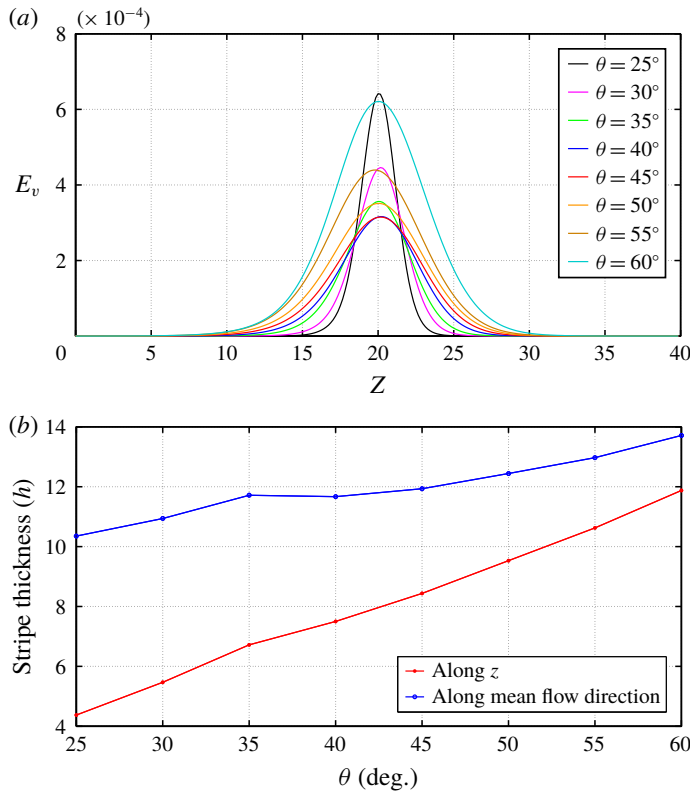 (a)
(× 10⁻⁴)
8
6
4
2
0
E_v
θ = 25°
θ = 30°
θ = 35°
θ = 40°
θ = 45°
θ = 50°
θ = 55°
θ = 60°
5 10 15 20 25 30 35 40
Z
(b)
14
12
10
8
6
4
Stripe thickness (h)
Along z
Along mean flow direction
25 30 35 40 45 50 55 60
θ (deg.)